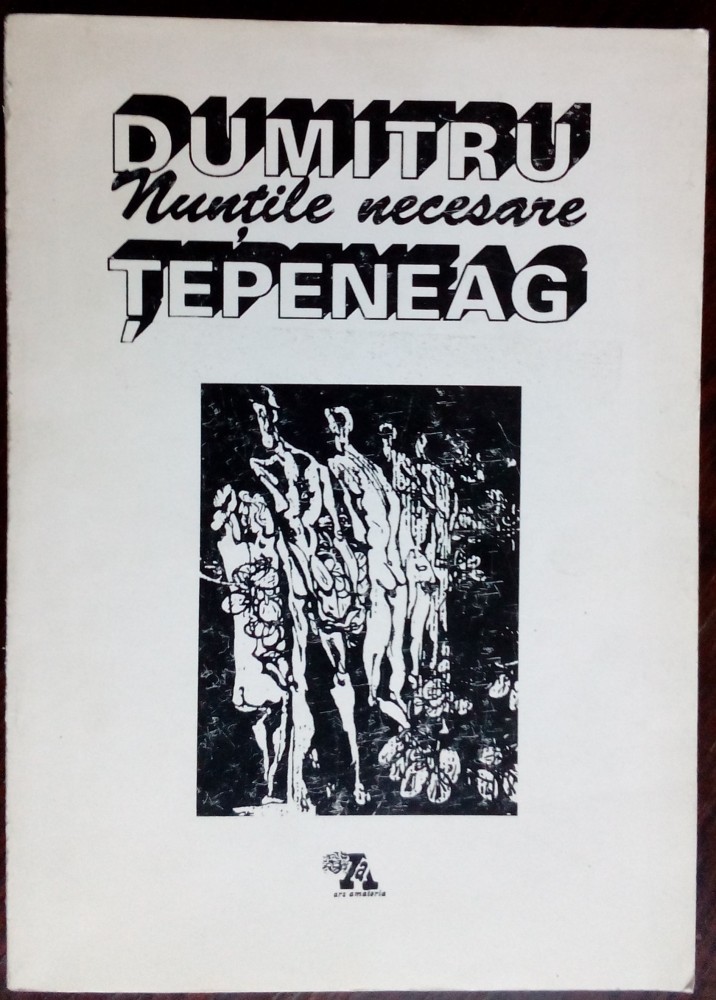 DUMITRU
Nunțile necesare
ȚEPENEAG
A
ars amatoria